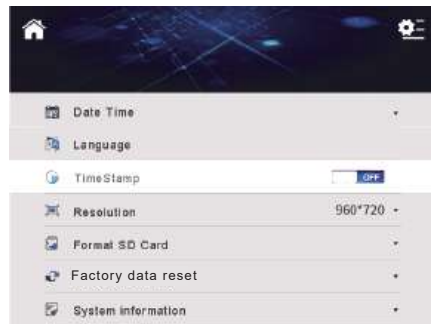 Date Time
Language
TimeStamp OFF
Resolution 960*720
Format SD Card
Factory data reset
System information